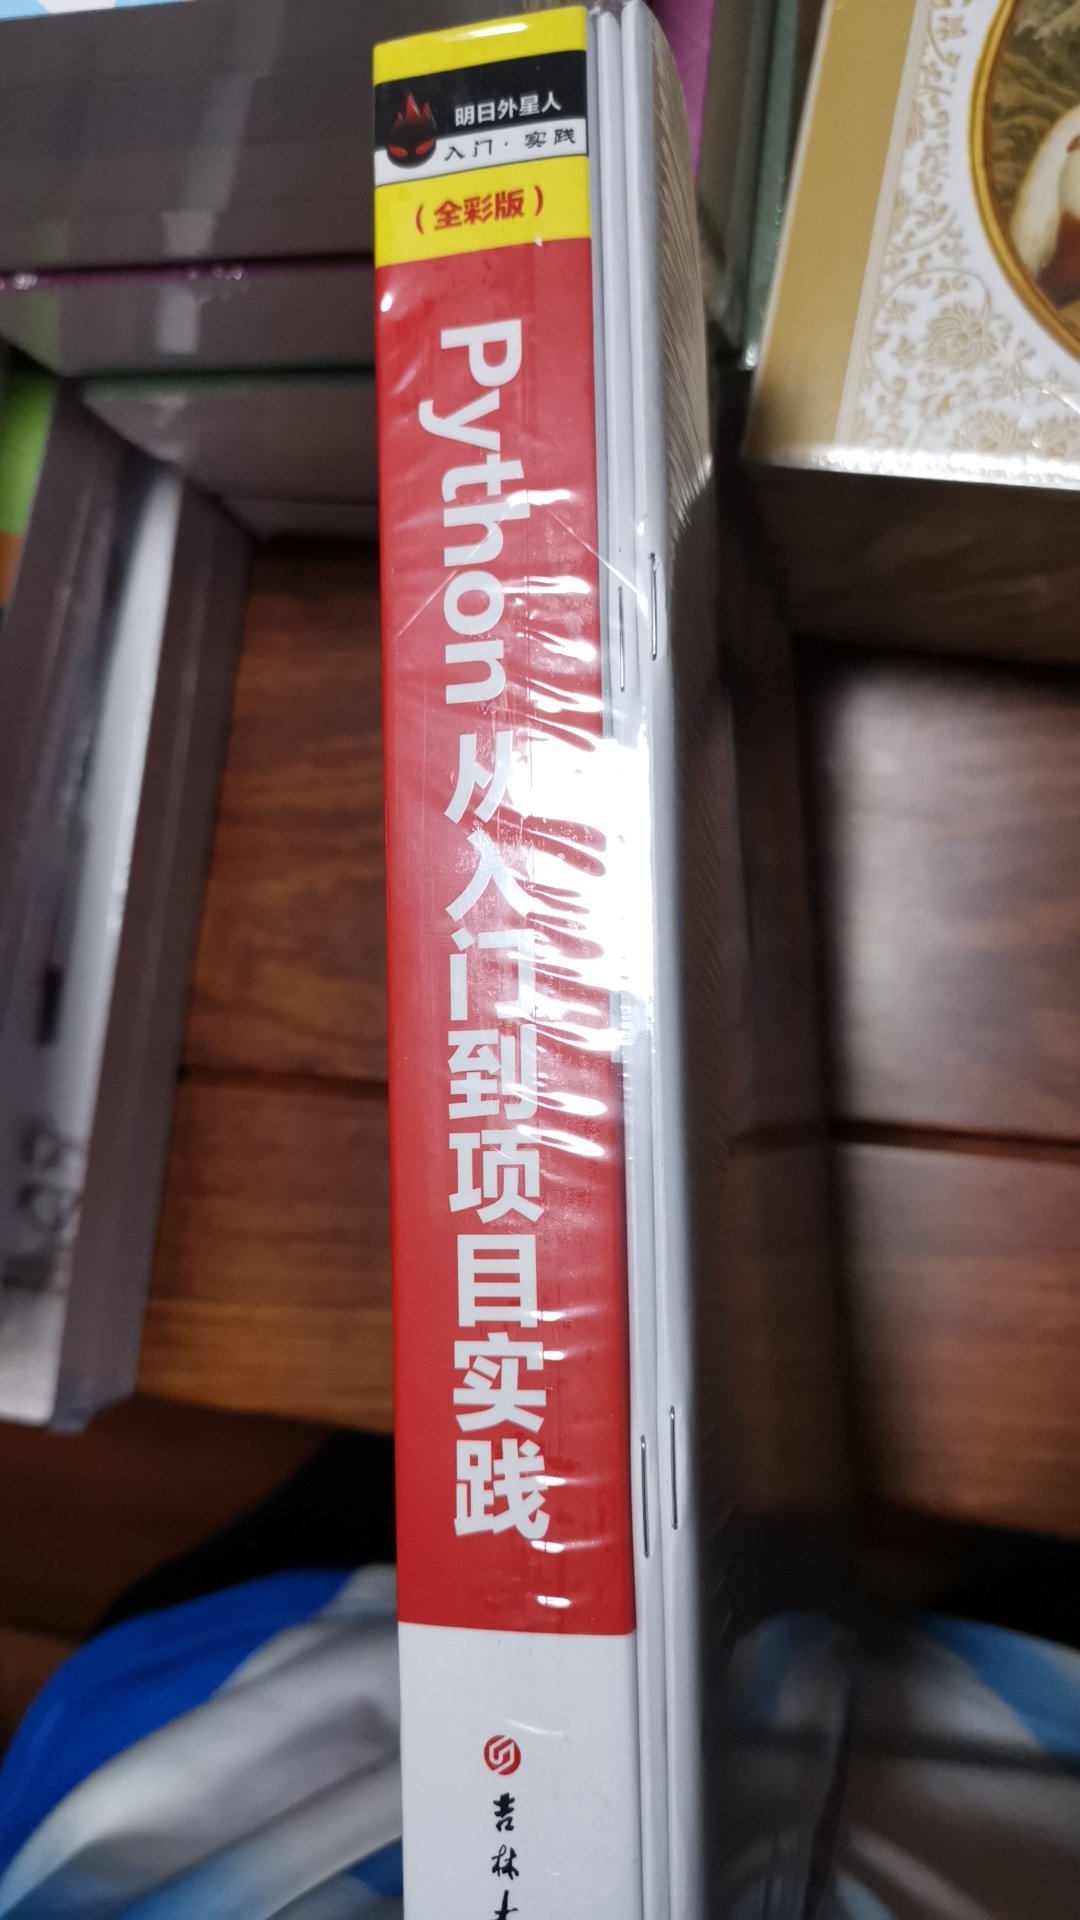 明日外星人
入门·实践
（全彩版）
Python从入门到项目实践
吉林